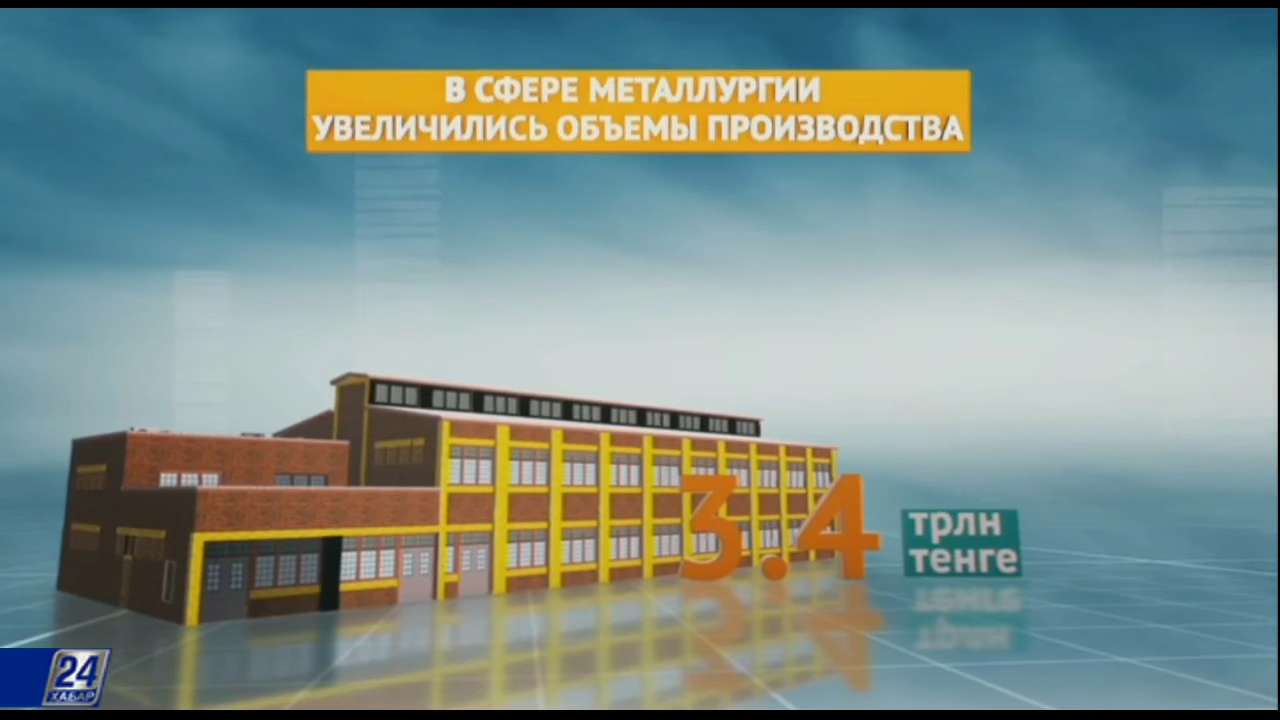 В СФЕРЕ МЕТАЛЛУРГИИ
УВЕЛИЧИЛИСЬ ОБЪЕМЫ ПРОИЗВОДСТВА
3.4
трлн
тенге
24
ХАБАР